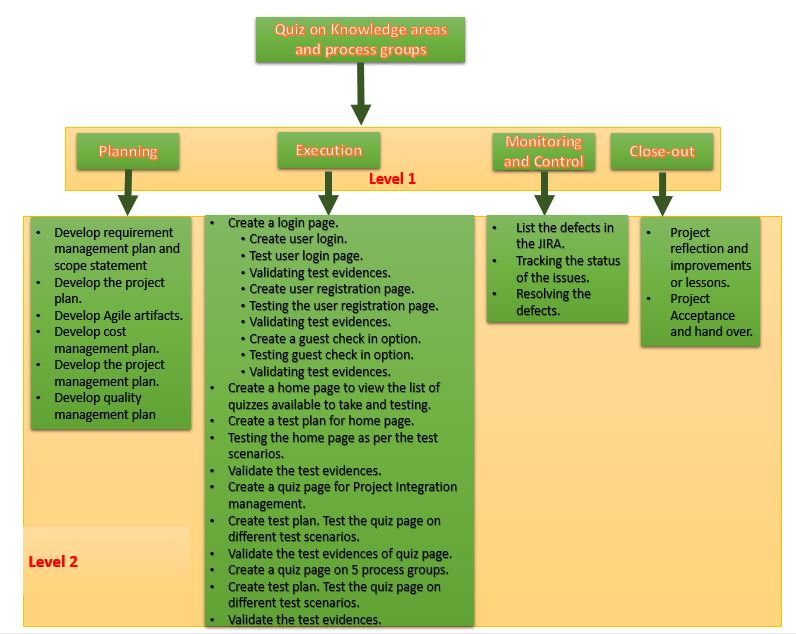 Quiz on Knowledge areas
and process groups
Planning
Execution
Monitoring
and Control
Close-out
Level 1
• Develop requirement
management plan and
scope statement
• Develop the project
plan.
• Develop Agile artifacts.
• Develop cost
management plan.
• Develop the project
management plan.
• Develop quality
management plan
• Create a login page.
• Create user login.
• Test user login page.
• Validating test evidences.
• Create user registration page.
• Testing the user registration page.
• Validating test evidences.
• Create a guest check in option.
• Testing guest check in option.
• Validating test evidences.
• Create a home page to view the list of
quizzes available to take and testing.
• Create a test plan for home page.
• Testing the home page as per the test
scenarios.
• Validate the test evidences.
• Create a quiz page for Project Integration
management.
• Create test plan. Test the quiz page on
different test scenarios.
• Validate the test evidences of quiz page.
• Create a quiz page on 5 process groups.
• Create test plan. Test the quiz page on
different test scenarios.
• Validate the test evidences.
• List the defects in
the JIRA.
• Tracking the status
of the issues.
• Resolving the
defects.
• Project
reflection and
improvements
or lessons.
• Project
Acceptance
and hand over.
Level 2